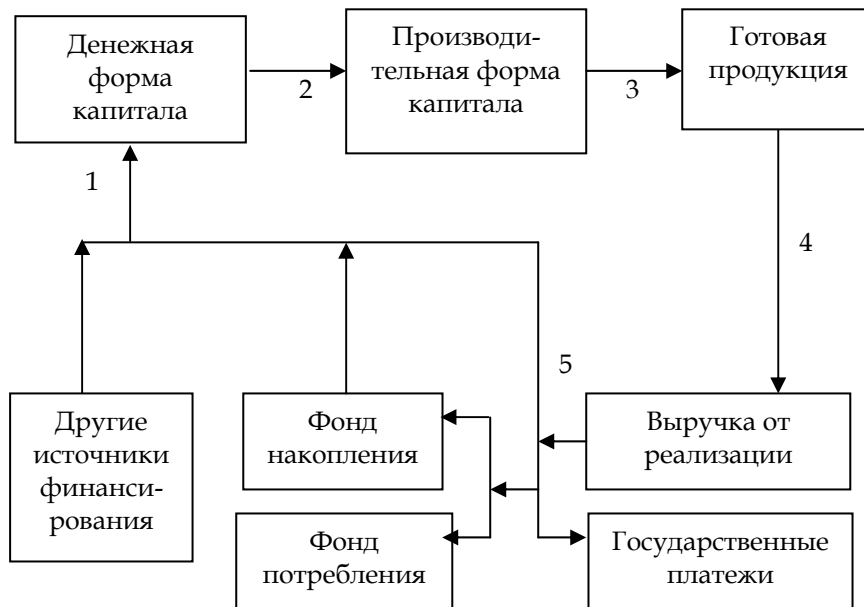 Денежная
форма
капитала
2
Производи-
тельная форма
капитала
3
Готовая
продукция
1
4
5
Другие
источники
финанси-
рования
Фонд
накопления
Выручка от
реализации
Фонд
потребления
Государственные
платежи